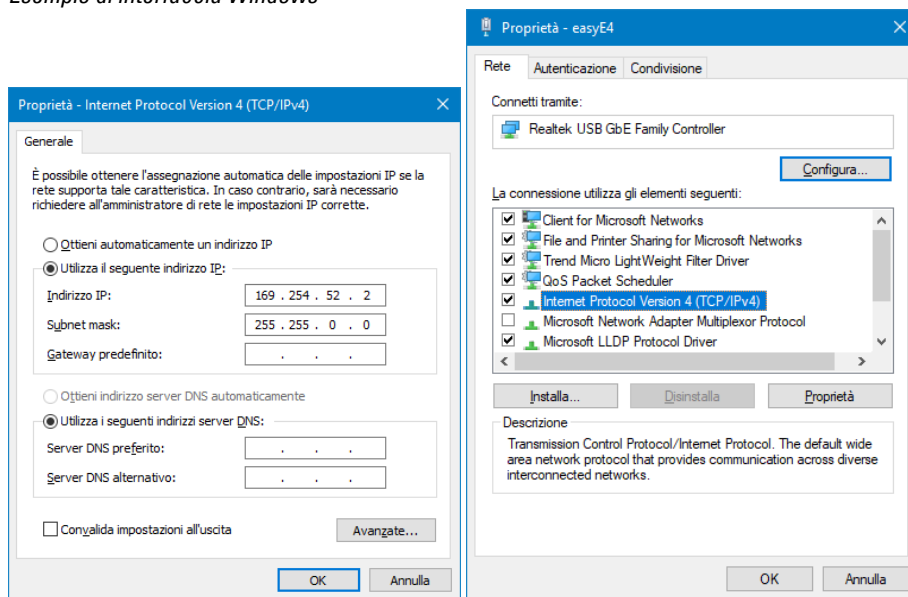 Esempio di interfaccia Windows
Proprietà - Internet Protocol Version 4 (TCP/IPv4)
Generale
È possibile ottenere l'assegnazione automatica delle impostazioni IP se la
rete supporta tale caratteristica. In caso contrario, sarà necessario
richiedere all'amministratore di rete le impostazioni IP corrette.
Ottieni automaticamente un indirizzo IP
Utilizza il seguente indirizzo IP:
Indirizzo IP: 169 . 254 . 52 . 2
Subnet mask: 255 . 255 . 0 . 0
Gateway predefinito: . . .
Ottieni indirizzo server DNS automaticamente
Utilizza i seguenti indirizzi server DNS:
Server DNS preferito: . . .
Server DNS alternativo: . . .
Convalida impostazioni all'uscita
Avanzate...
OK Annulla
Proprietà - easyE4
Rete Autenticazione Condivisione
Connetti tramite:
Realtek USB GbE Family Controller
Configura...
La connessione utilizza gli elementi seguenti:
Client for Microsoft Networks
File and Printer Sharing for Microsoft Networks
Trend Micro LightWeight Filter Driver
QoS Packet Scheduler
Internet Protocol Version 4 (TCP/IPv4)
Microsoft Network Adapter Multiplexor Protocol
Microsoft LLDP Protocol Driver
Installa... Disinstalla Proprietà
Descrizione
Transmission Control Protocol/Internet Protocol. The default wide
area network protocol that provides communication across diverse
interconnected networks.
OK Annulla